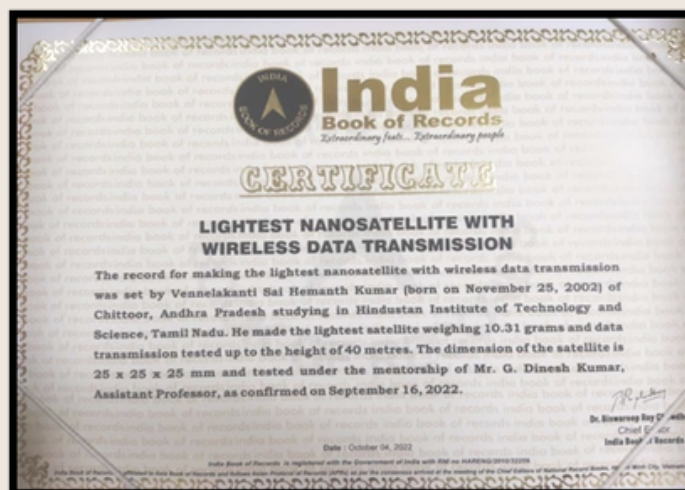 INDIA
BOOK OF RECORDS
India
Book of Records
Extraordinary feats... Extraordinary people
CERTIFICATE
LIGHTEST NANOSATELLITE WITH
WIRELESS DATA TRANSMISSION
The record for making the lightest nanosatellite with wireless data transmission
was set by Vennelakanti Sai Hemanth Kumar (born on November 25, 2002) of
Chittoor, Andhra Pradesh studying in Hindustan Institute of Technology and
Science, Tamil Nadu. He made the lightest satellite weighing 10.31 grams and data
transmission tested up to the height of 40 metres. The dimension of the satellite is
25 x 25 x 25 mm and tested under the mentorship of Mr. G. Dinesh Kumar,
Assistant Professor, as confirmed on September 16, 2022.
Dr. Biswaroop Roy
Chief
India Book of Records
Date : October 04, 2022
India Book of Records is registered with the Government of India with RNI no